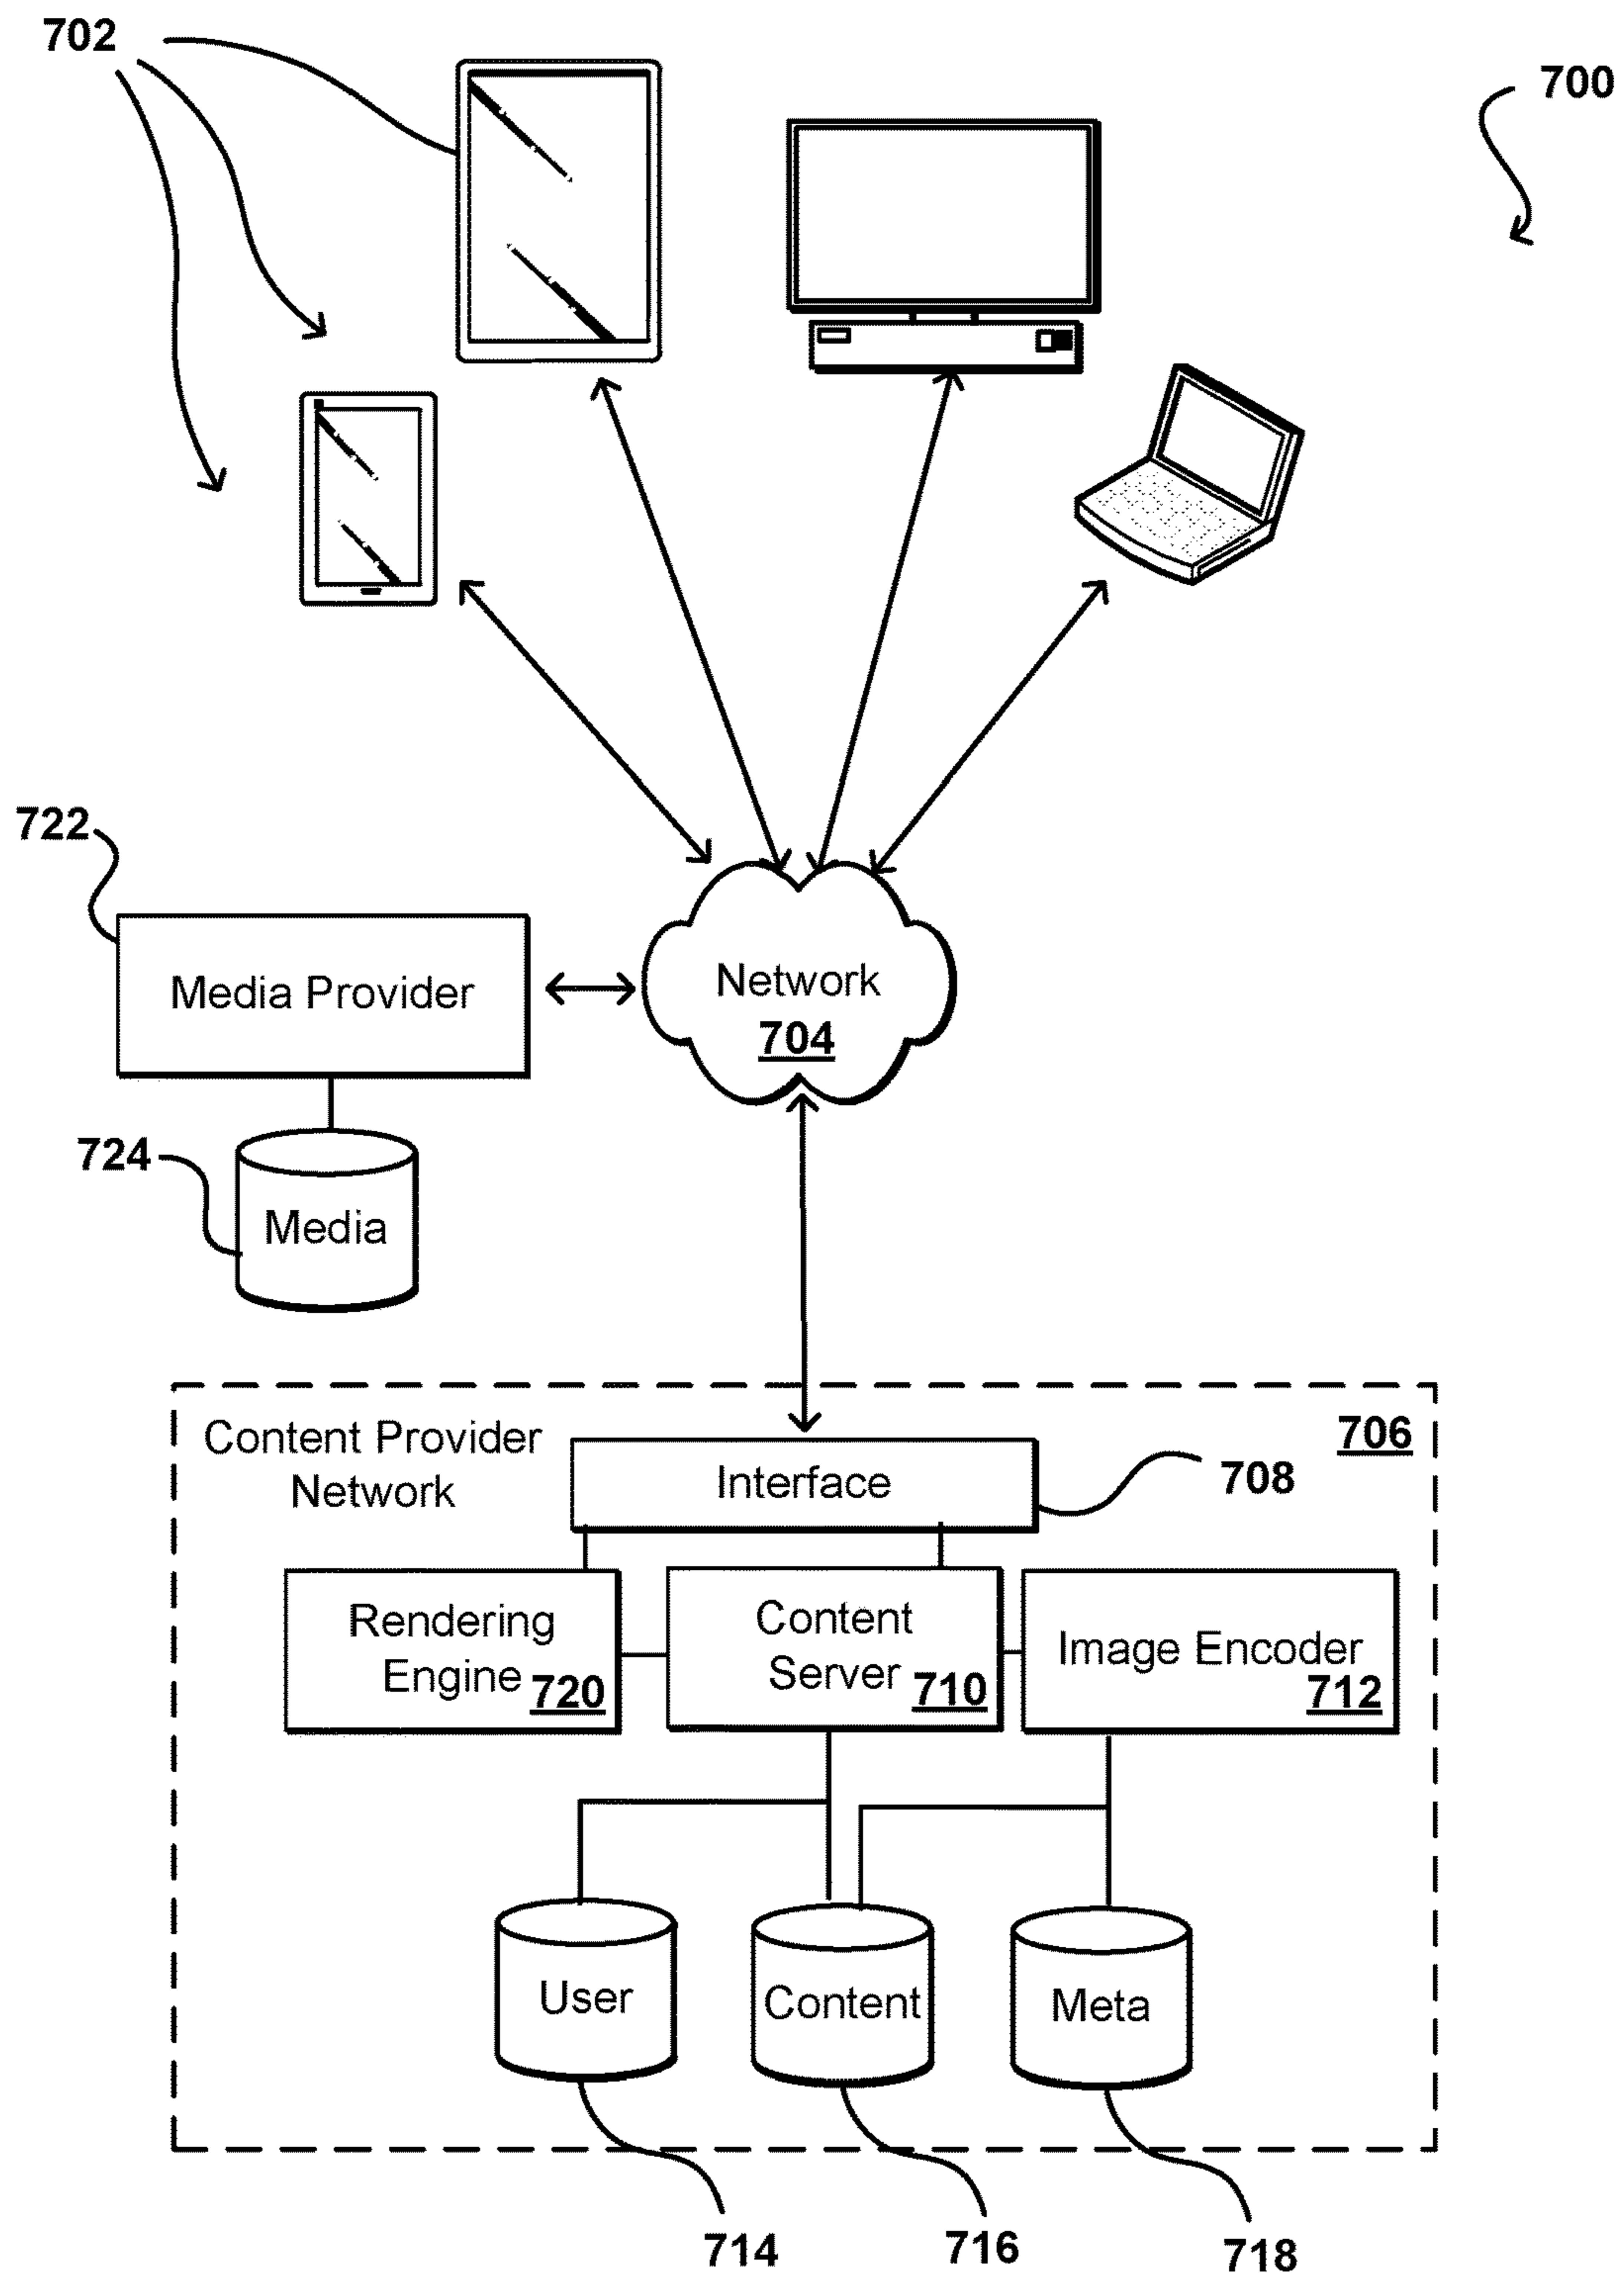 702
700
722
Media Provider
Network
704
724
Media
Content Provider
Network
706
Interface
708
Rendering
Engine 720
Content
Server 710
Image Encoder
712
User
Content
Meta
714
716
718